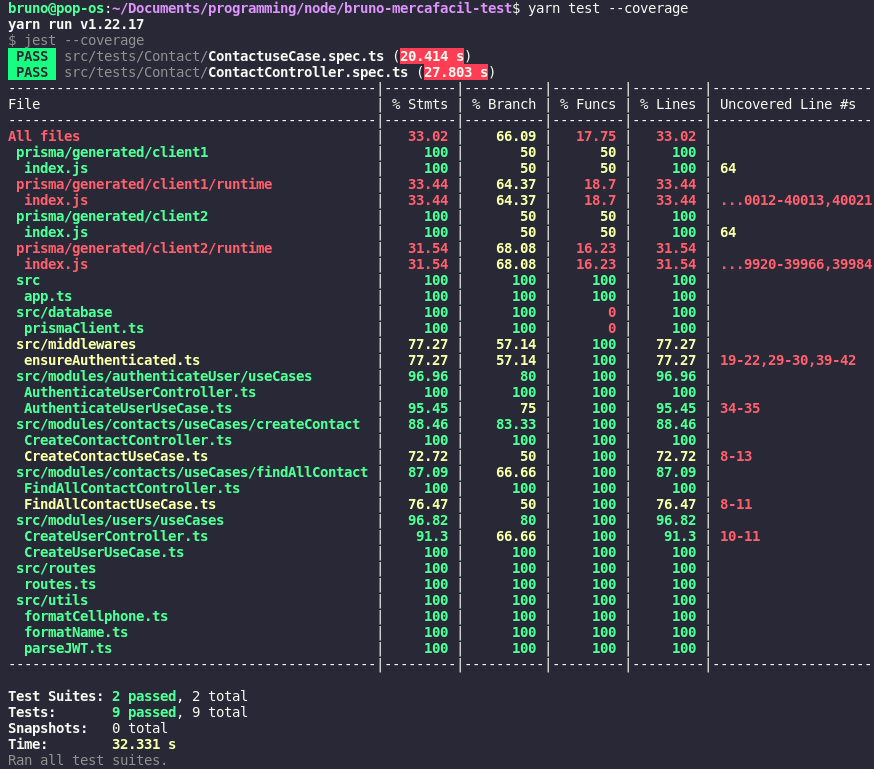 bruno@pop-os:~/Documents/programming/node/bruno-mercafacil-test$ yarn test --coverage
yarn run v1.22.17
$ jest --coverage
PASS src/tests/Contact/ContactuseCase.spec.ts (20.414 s)
PASS src/tests/Contact/ContactController.spec.ts (27.803 s)
----------------------------------------------|---------|----------|---------|---------|--------------------
File                                          | % Stmts | % Branch | % Funcs | % Lines | Uncovered Line #s
----------------------------------------------|---------|----------|---------|---------|--------------------
All files                                     |   33.02 |    66.09 |   17.75 |   33.02 |
 prisma/generated/client1                     |     100 |       50 |      50 |     100 |
  index.js                                    |     100 |       50 |      50 |     100 | 64
 prisma/generated/client1/runtime             |   33.44 |    64.37 |    18.7 |   33.44 |
  index.js                                    |   33.44 |    64.37 |    18.7 |   33.44 | ...0012-40013,40021
 prisma/generated/client2                     |     100 |       50 |      50 |     100 |
  index.js                                    |     100 |       50 |      50 |     100 | 64
 prisma/generated/client2/runtime             |   31.54 |    68.08 |   16.23 |   31.54 |
  index.js                                    |   31.54 |    68.08 |   16.23 |   31.54 | ...9920-39966,39984
 src                                          |     100 |      100 |     100 |     100 |
  app.ts                                      |     100 |      100 |     100 |     100 |
 src/database                                 |     100 |      100 |       0 |     100 |
  prismaClient.ts                             |     100 |      100 |       0 |     100 |
 src/middlewares                              |   77.27 |    57.14 |     100 |   77.27 |
  ensureAuthenticated.ts                      |   77.27 |    57.14 |     100 |   77.27 | 19-22,29-30,39-42
 src/modules/authenticateUser/useCases        |   96.96 |       80 |     100 |   96.96 |
  AuthenticateUserController.ts               |     100 |      100 |     100 |     100 |
  AuthenticateUserUseCase.ts                  |   95.45 |       75 |     100 |   95.45 | 34-35
 src/modules/contacts/useCases/createContact  |   88.46 |    83.33 |     100 |   88.46 |
  CreateContactController.ts                  |     100 |      100 |     100 |     100 |
  CreateContactUseCase.ts                     |   72.72 |       50 |     100 |   72.72 | 8-13
 src/modules/contacts/useCases/findAllContact |   87.09 |    66.66 |     100 |   87.09 |
  FindAllContactController.ts                 |     100 |      100 |     100 |     100 |
  FindAllContactUseCase.ts                    |   76.47 |       50 |     100 |   76.47 | 8-11
 src/modules/users/useCases                   |   96.82 |       80 |     100 |   96.82 |
  CreateUserController.ts                     |    91.3 |    66.66 |     100 |    91.3 | 10-11
  CreateUserUseCase.ts                        |     100 |      100 |     100 |     100 |
 src/routes                                   |     100 |      100 |     100 |     100 |
  routes.ts                                   |     100 |      100 |     100 |     100 |
 src/utils                                    |     100 |      100 |     100 |     100 |
  formatCellphone.ts                          |     100 |      100 |     100 |     100 |
  formatName.ts                               |     100 |      100 |     100 |     100 |
  parseJWT.ts                                 |     100 |      100 |     100 |     100 |
----------------------------------------------|---------|----------|---------|---------|--------------------
Test Suites: 2 passed, 2 total
Tests:       9 passed, 9 total
Snapshots:   0 total
Time:        32.331 s
Ran all test suites.